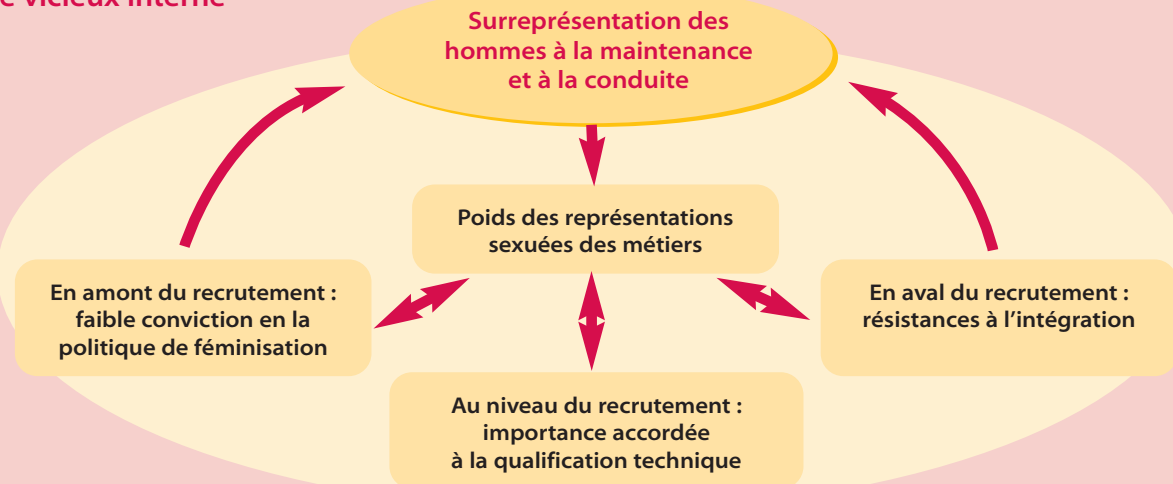 e vicieux interne
Surreprésentation des
hommes à la maintenance
et à la conduite
Poids des représentations
sexuées des métiers
En amont du recrutement :
faible conviction en la
politique de féminisation
En aval du recrutement :
résistances à l’intégration
Au niveau du recrutement :
importance accordée
à la qualification technique